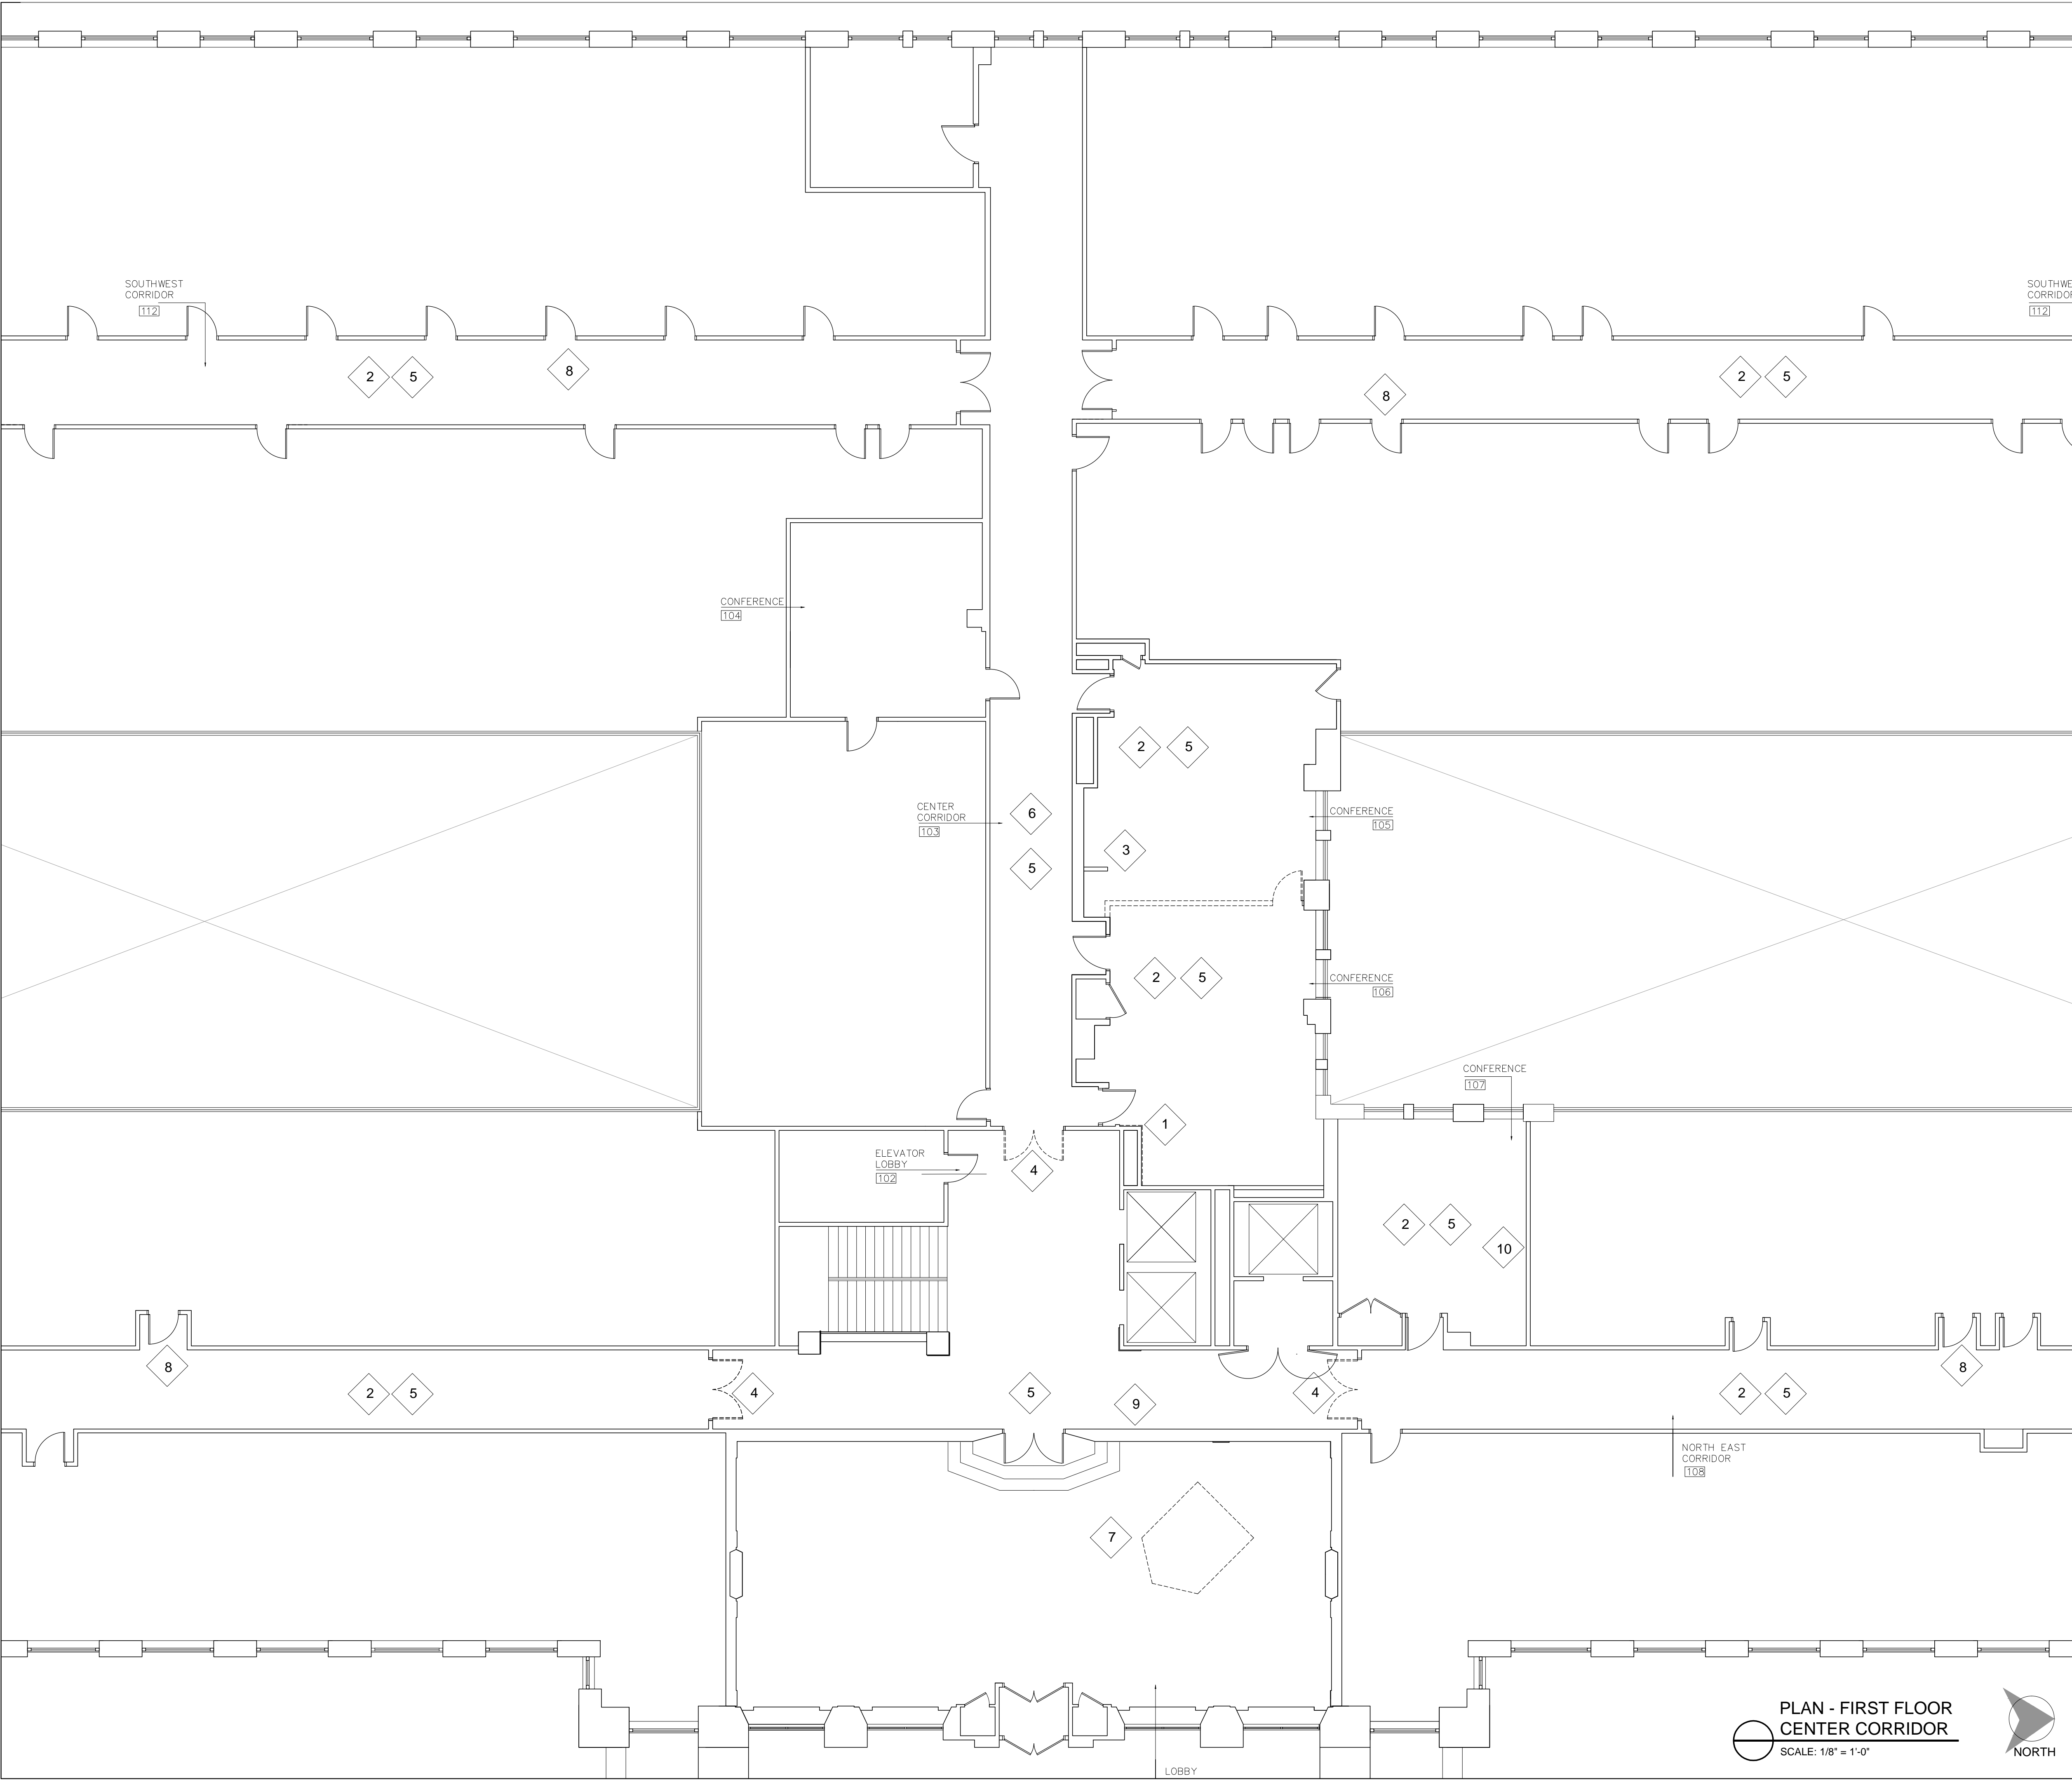 SOUTHWEST
CORRIDOR
112
SOUTHWE
CORRIDOR
112
2
5
8
8
2
5
CONFERENCE
104
2
5
CENTER
CORRIDOR
103
6
5
3
CONFERENCE
105
2
5
CONFERENCE
106
CONFERENCE
107
1
ELEVATOR
LOBBY
102
4
2
5
10
8
2
5
4
5
9
4
2
5
8
NORTH EAST
CORRIDOR
108
7
LOBBY
PLAN - FIRST FLOOR
CENTER CORRIDOR
SCALE: 1/8" = 1'-0"
NORTH